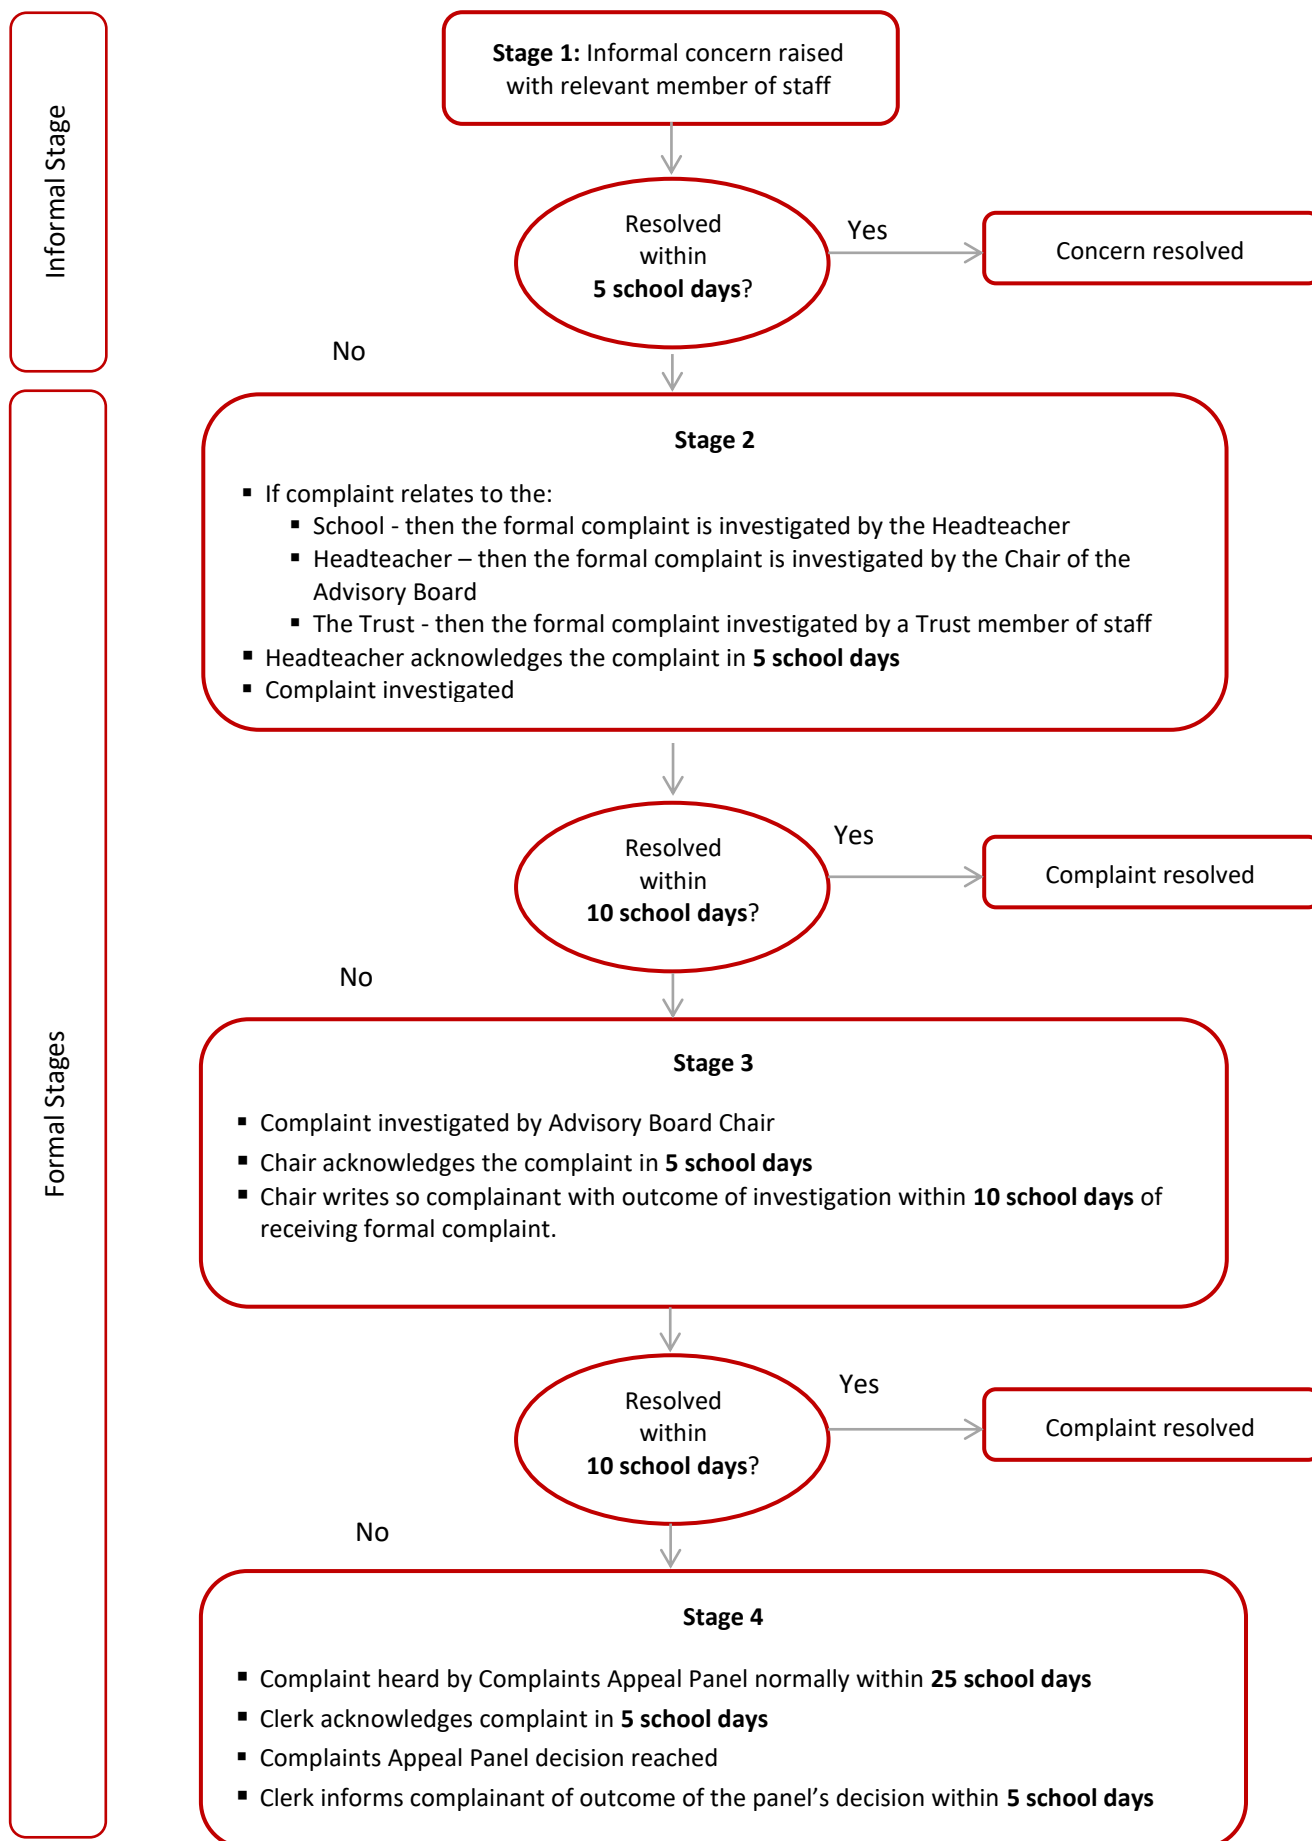 Informal Stage
Stage 1: Informal concern raised
with relevant member of staff
Resolved
within
5 school days?
Yes
Concern resolved
No
Formal Stages
Stage 2
▪ If complaint relates to the:
▪ School - then the formal complaint is investigated by the Headteacher
▪ Headteacher – then the formal complaint is investigated by the Chair of the
Advisory Board
▪ The Trust - then the formal complaint investigated by a Trust member of staff
▪ Headteacher acknowledges the complaint in 5 school days
▪ Complaint investigated
Resolved
within
10 school days?
Yes
Complaint resolved
No
Stage 3
▪ Complaint investigated by Advisory Board Chair
▪ Chair acknowledges the complaint in 5 school days
▪ Chair writes so complainant with outcome of investigation within 10 school days of
receiving formal complaint.
Resolved
within
10 school days?
Yes
Complaint resolved
No
Stage 4
▪ Complaint heard by Complaints Appeal Panel normally within 25 school days
▪ Clerk acknowledges complaint in 5 school days
▪ Complaints Appeal Panel decision reached
▪ Clerk informs complainant of outcome of the panel’s decision within 5 school days